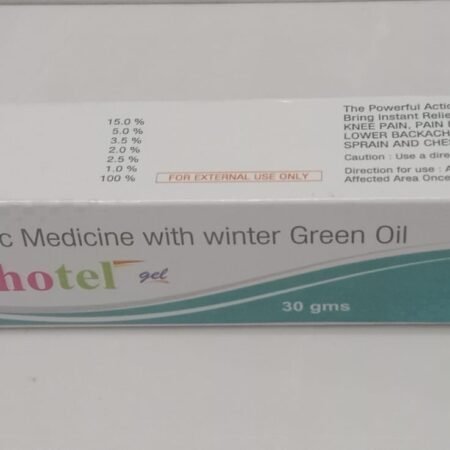 15.0 %
5.0 %
3.5 %
2.0 %
2.5 %
1.0 %
100 %
FOR EXTERNAL USE ONLY
The Powerful Actio
Bring Instant Relie
KNEE PAIN, PAIN
LOWER BACKACH
SPRAIN AND CHE
Caution : Use a dire
Direction for use : A
Affected Area Once
c Medicine with winter Green Oil
hotel gel
30 gms